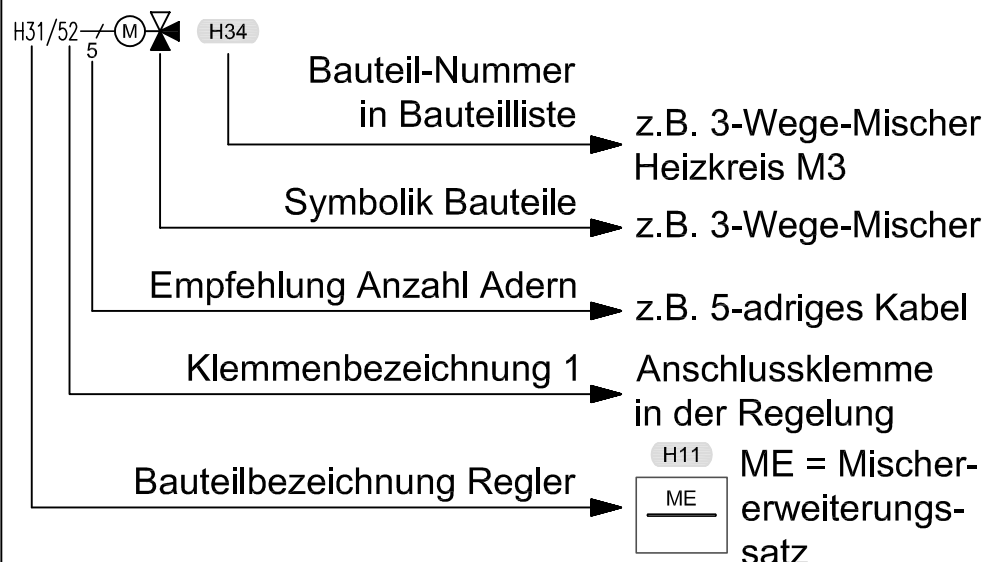 H31/52 5 M H34
Bauteil-Nummer
in Bauteilliste
z.B. 3-Wege-Mischer
Heizkreis M3
Symbolik Bauteile
z.B. 3-Wege-Mischer
Empfehlung Anzahl Adern
z.B. 5-adriges Kabel
Klemmenbezeichnung 1
Anschlussklemme
in der Regelung
Bauteilbezeichnung Regler
H11
ME
ME = Mischer-
erweiterungs-
satz